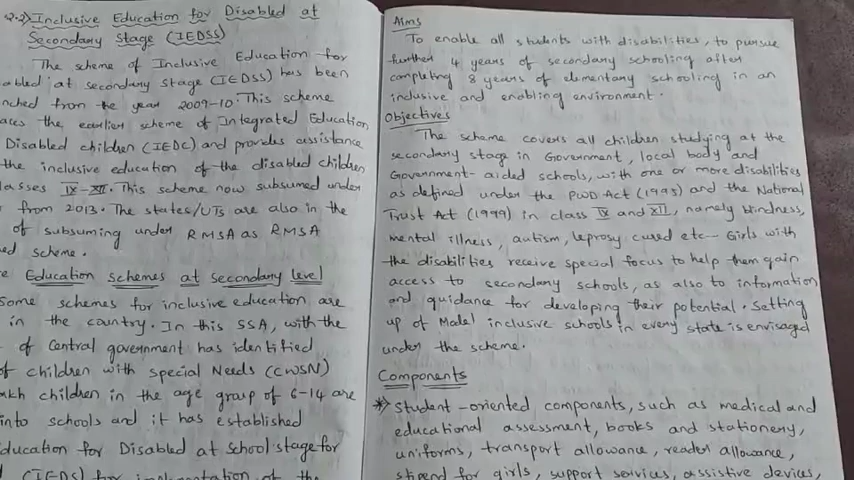 2.2) Inclusive Education for Disabled at
Secondary Stage (IEDSS)
The scheme of Inclusive Education for
abled at secondary stage (IEDSS) has been
nched from the year 2009-10. This scheme
aces the earlier scheme of Integrated Education
Disabled children (IEDC) and provides assistance
the inclusive education of the disabled children
lasses IX-XII. This scheme now subsumed under
from 2013. The states/UTs are also in the
of subsuming under RMSA as RMSA
ed scheme.
e Education schemes at secondary level
some schemes for inclusive education are
in the country. In this SSA, with the
of Central government has identified
of children with special Needs (CWSN)
children in the age group of 6-14 are
into schools and it has established
ducation for Disabled at School stage for
(IEDS) for implementation of the
Aims
To enable all students with disabilities, to pursue
further 4 years of secondary schooling after
completing 8 years of elementary schooling in an
inclusive and enabling environment.
Objectives
The scheme covers all children studying at the
secondary stage in Government, local body and
Government-aided schools, with one or more disabilities
as defined under the PWD Act (1995) and the National
Trust Act (1999) in class IX and XII, namely blindness,
mental illness, autism, leprosy cured etc- Girls with
the disabilities receive special focus to help them gain
access to secondary schools, as also to information
and guidance for developing their potential. Setting
up of Model inclusive schools in every state is envisaged
under the scheme.
Components
* Student-oriented components, such as medical and
educational assessment, books and stationery,
uniforms, transport allowance, reader allowance,
stipend for girls, support services, assistive devices,